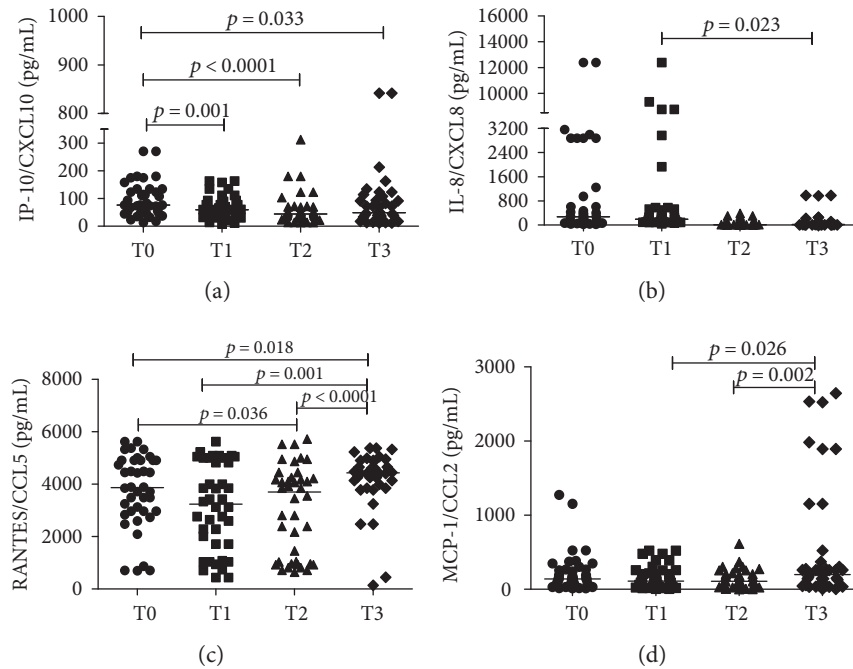 IP-10/CXCL10 (pg/mL)
1000
900
800
300
200
100
0
p = 0.033
p < 0.0001
p = 0.001
T0 T1 T2 T3
(a)
IL-8/CXCL8 (pg/mL)
16000
14000
12000
10000
3200
2400
1600
800
0
p = 0.023
T0 T1 T2 T3
(b)
RANTES/CCL5 (pg/mL)
8000
6000
4000
2000
0
p = 0.018
p = 0.001
p < 0.0001
p = 0.036
T0 T1 T2 T3
(c)
MCP-1/CCL2 (pg/mL)
3000
2000
1000
0
p = 0.026
p = 0.002
T0 T1 T2 T3
(d)